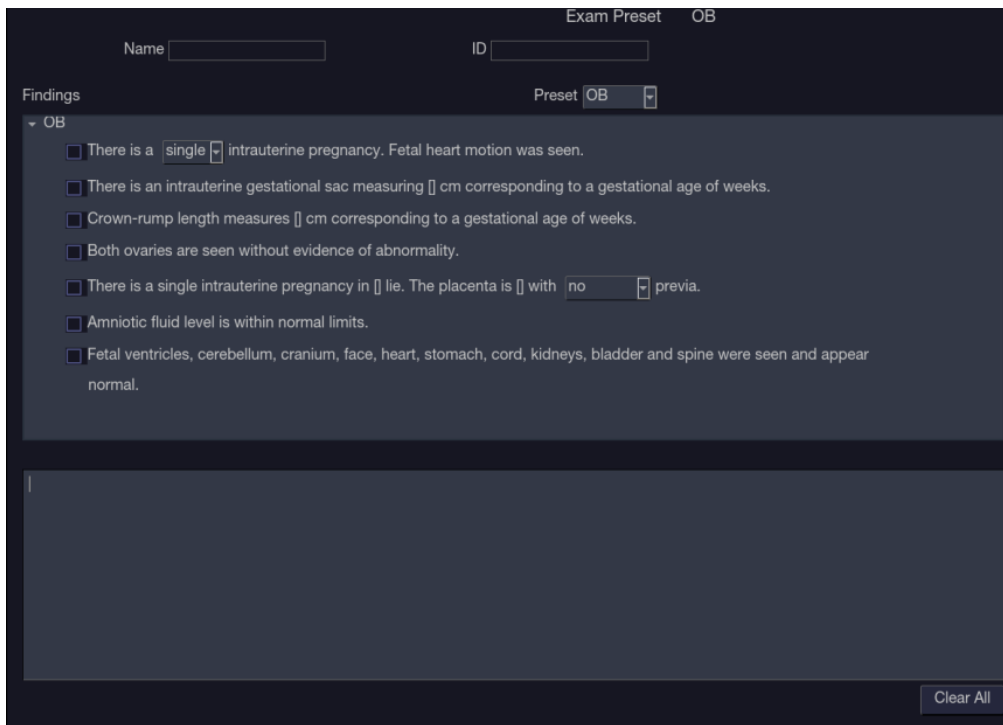 Exam Preset OB
Name ID
Findings Preset OB
OB
There is a single intrauterine pregnancy. Fetal heart motion was seen.
There is an intrauterine gestational sac measuring [] cm corresponding to a gestational age of weeks.
Crown-rump length measures [] cm corresponding to a gestational age of weeks.
Both ovaries are seen without evidence of abnormality.
There is a single intrauterine pregnancy in [] lie. The placenta is [] with no previa.
Amniotic fluid level is within normal limits.
Fetal ventricles, cerebellum, cranium, face, heart, stomach, cord, kidneys, bladder and spine were seen and appear
normal.
Clear All